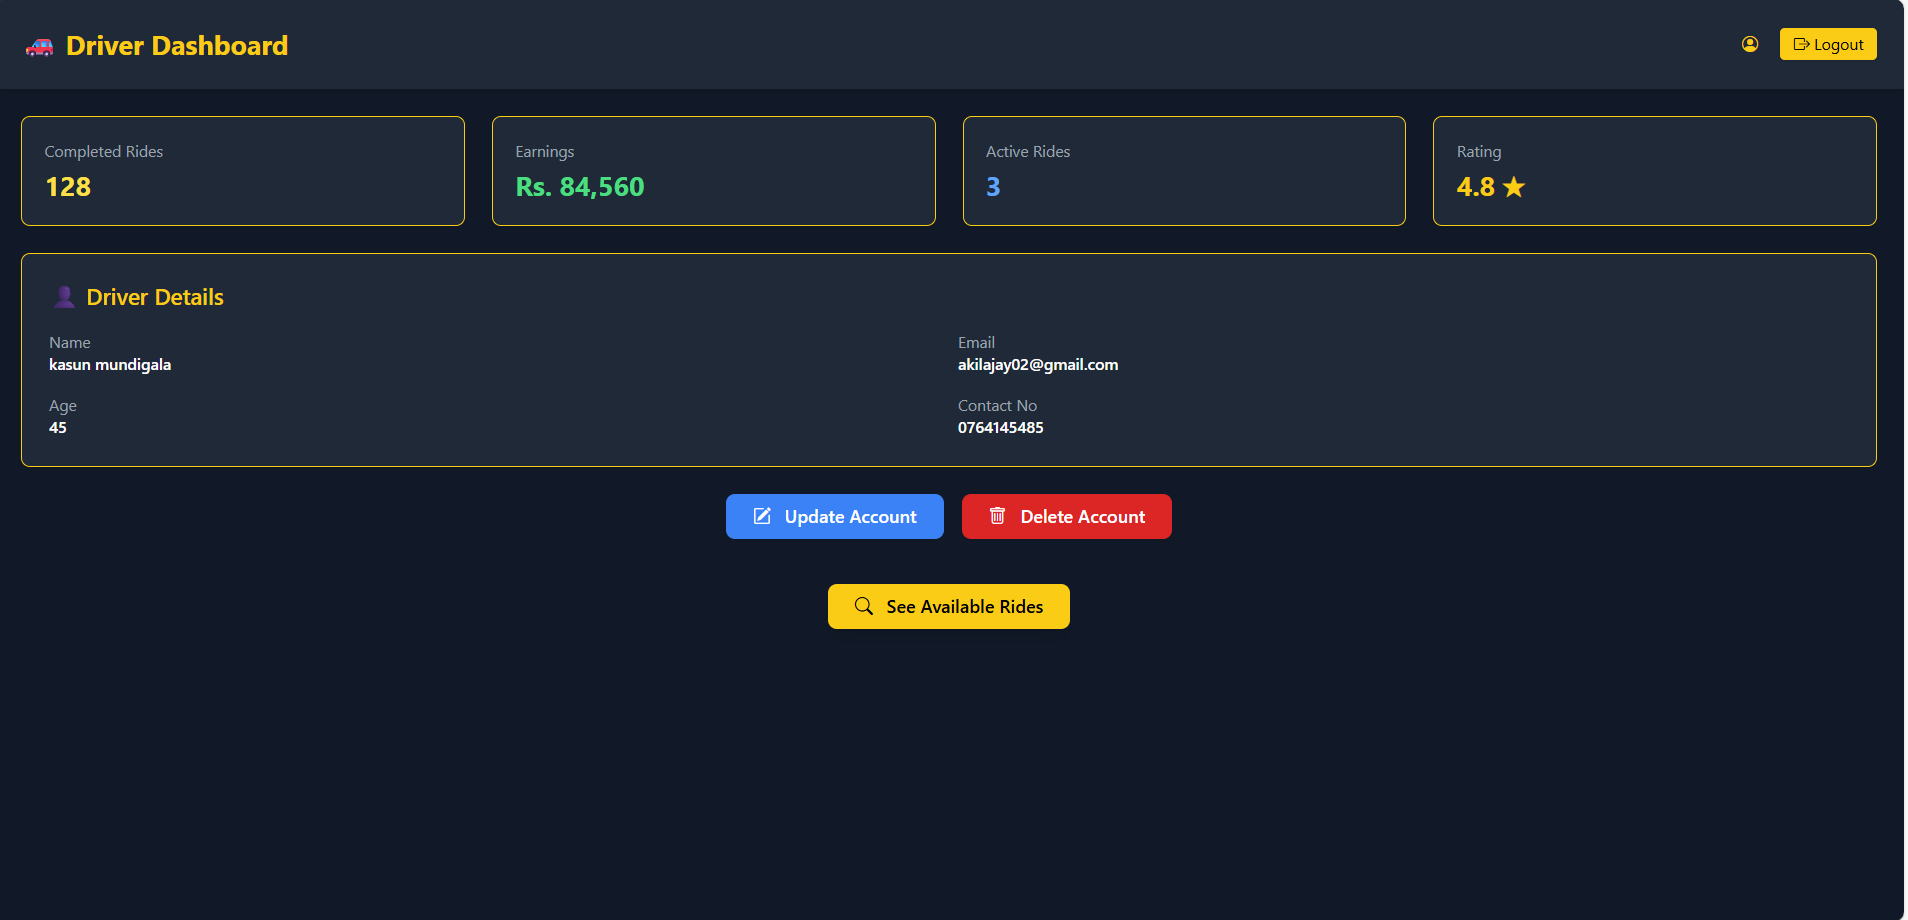 Driver Dashboard
Logout
Completed Rides
128
Earnings
Rs. 84,560
Active Rides
3
Rating
4.8 ★
Driver Details
Name
kasun mundigala
Email
akilajay02@gmail.com
Age
45
Contact No
0764145485
Update Account
Delete Account
See Available Rides